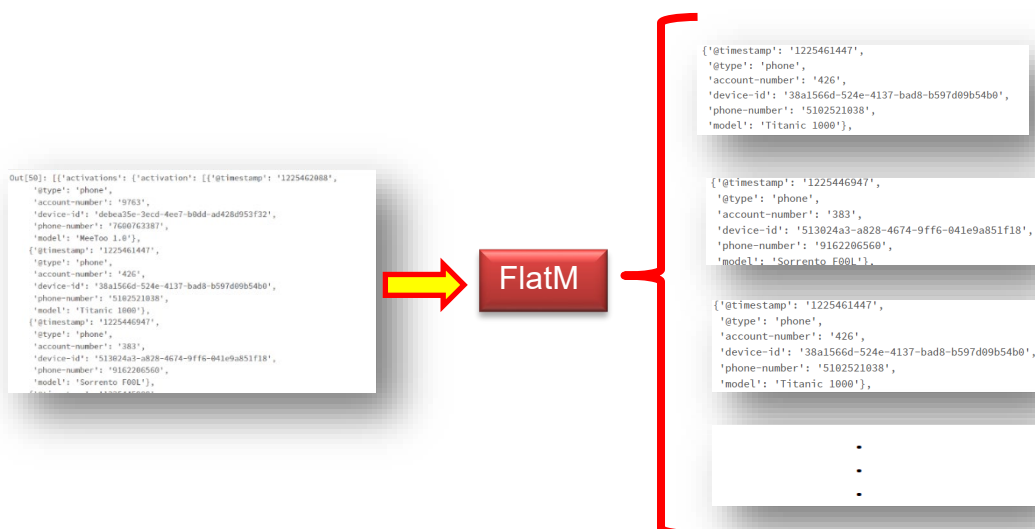 Out[50]: [{'activations': {'activation': [{'@timestamp': '1225462088',
'@type': 'phone',
'account-number': '9763',
'device-id': 'debea35e-3ecd-4ee7-b0dd-ad428d953f32',
'phone-number': '7600763387',
'model': 'MeeToo 1.0'},
{'@timestamp': '1225461447',
'@type': 'phone',
'account-number': '426',
'device-id': '38a1566d-524e-4137-bad8-b597d09b54b0',
'phone-number': '5102521038',
'model': 'Titanic 1000'},
{'@timestamp': '1225446947',
'@type': 'phone',
'account-number': '383',
'device-id': '513024a3-a828-4674-9ff6-041e9a851f18',
'phone-number': '9162206560',
'model': 'Sorrento F00L'},
FlatM
{'@timestamp': '1225461447',
'@type': 'phone',
'account-number': '426',
'device-id': '38a1566d-524e-4137-bad8-b597d09b54b0',
'phone-number': '5102521038',
'model': 'Titanic 1000'},
{'@timestamp': '1225446947',
'@type': 'phone',
'account-number': '383',
'device-id': '513024a3-a828-4674-9ff6-041e9a851f18',
'phone-number': '9162206560',
'model': 'Sorrento F00L'},
{'@timestamp': '1225461447',
'@type': 'phone',
'account-number': '426',
'device-id': '38a1566d-524e-4137-bad8-b597d09b54b0',
'phone-number': '5102521038',
'model': 'Titanic 1000'},